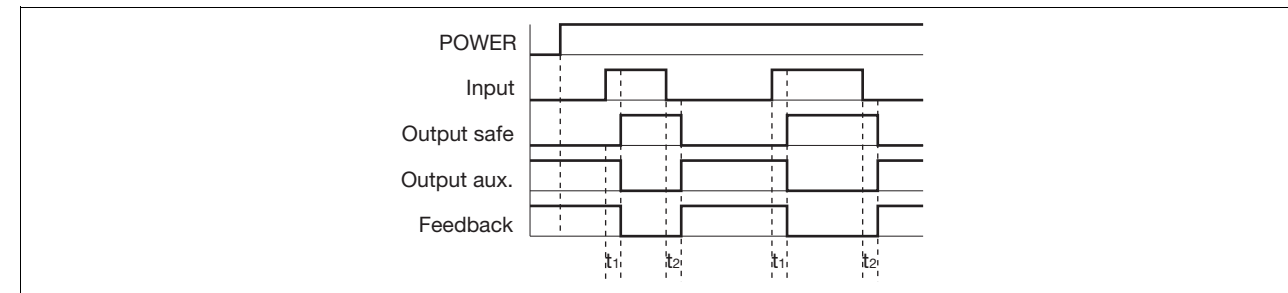 POWER
Input
Output safe
Output aux.
Feedback
t1 t2 t1 t2